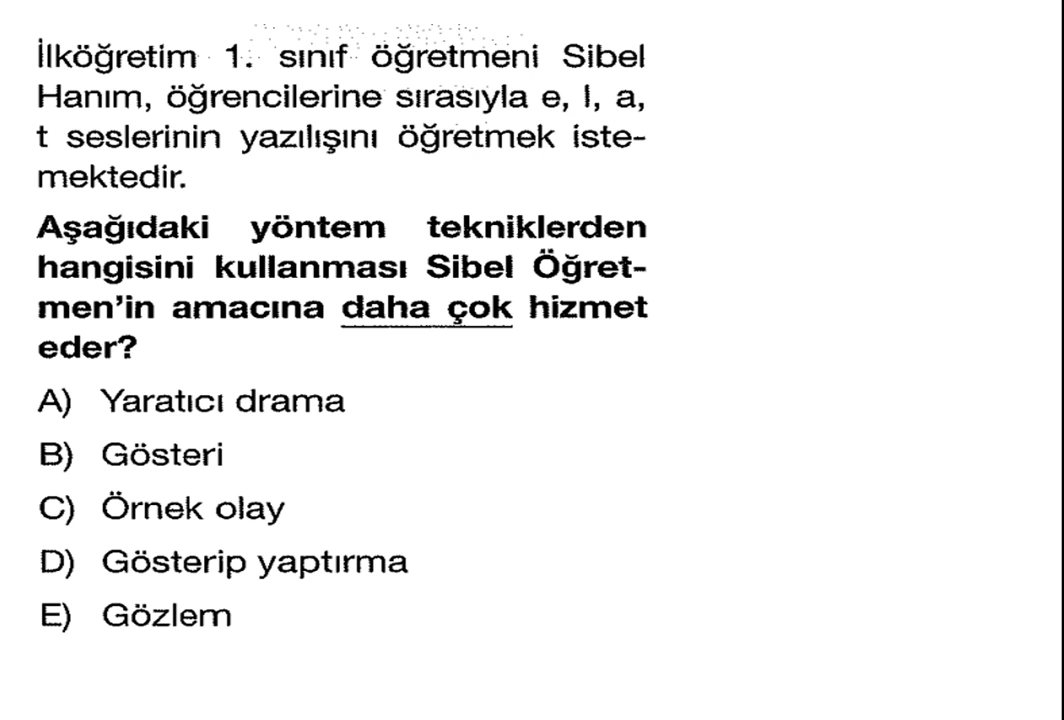 İlköğretim 1. sınıf öğretmeni Sibel
Hanım, öğrencilerine sırasıyla e, l, a,
t seslerinin yazılışını öğretmek iste-
mektedir.
Aşağıdaki yöntem tekniklerden
hangisini kullanması Sibel Öğret-
men’in amacına daha çok hizmet
eder?
A) Yaratıcı drama
B) Gösteri
C) Örnek olay
D) Gösterip yaptırma
E) Gözlem